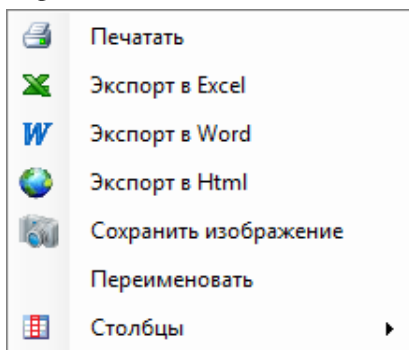 Печатать
Экспорт в Excel
Экспорт в Word
Экспорт в Html
Сохранить изображение
Переименовать
Столбцы